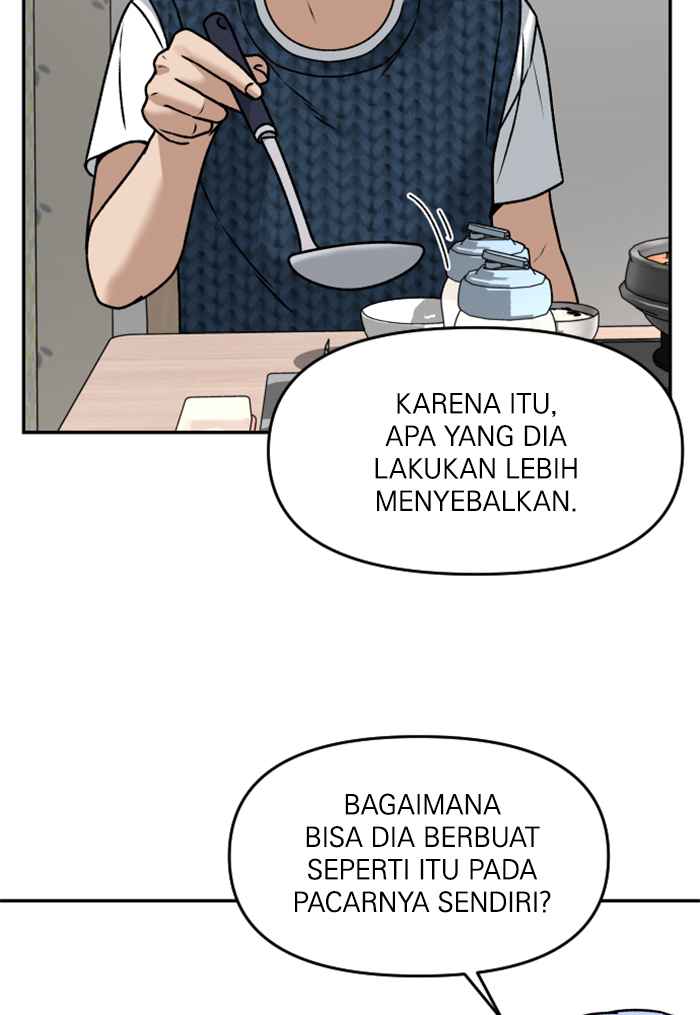 KARENA ITU,
APA YANG DIA
LAKUKAN LEBIH
MENYEBALKAN.
BAGAIMANA
BISA DIA BERBUAT
SEPERTI ITU PADA
PACARNYA SENDIRI?